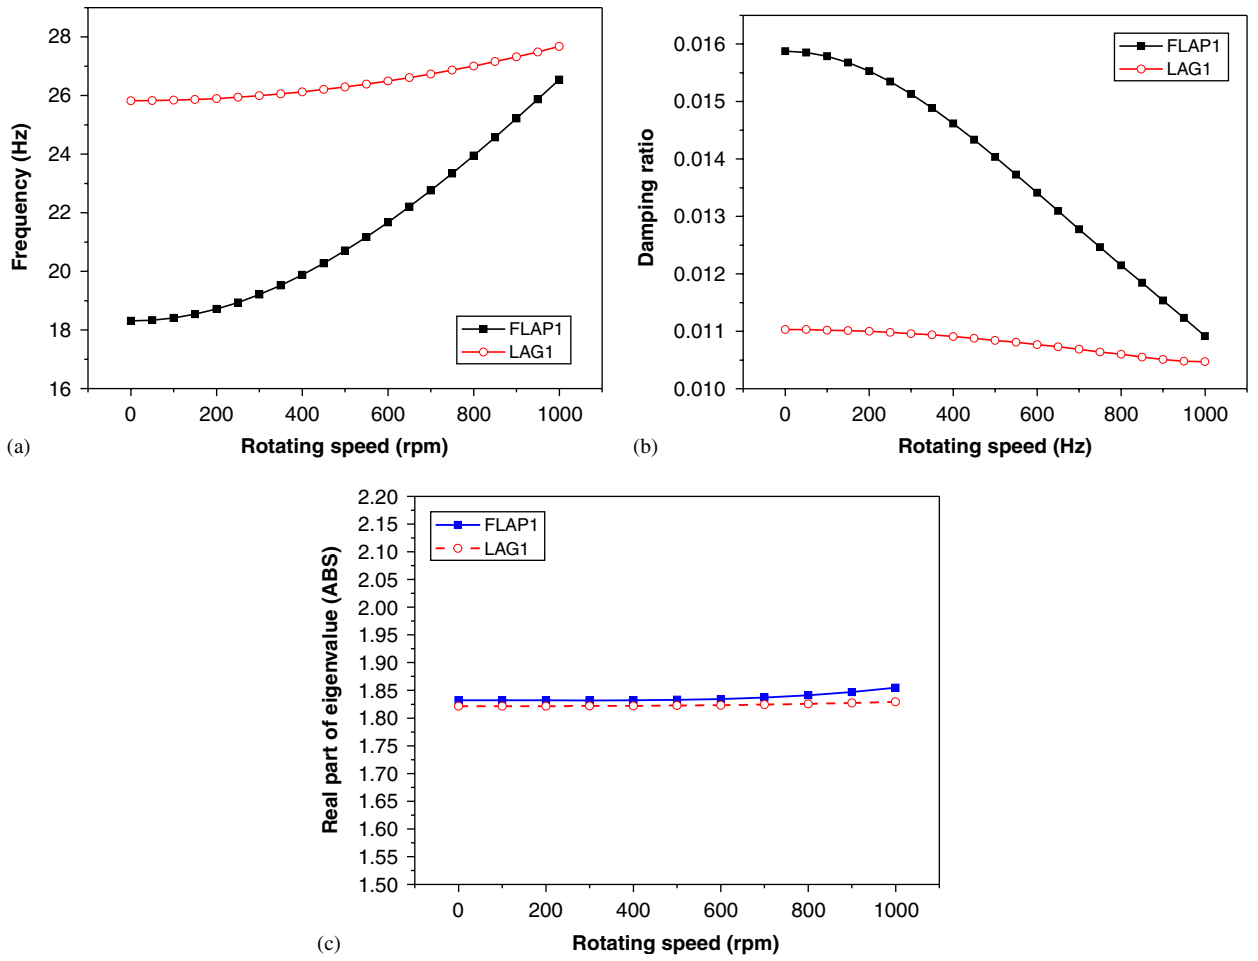 28
26
24
22
20
18
16
Frequency (Hz)
FLAP1
LAG1
0 200 400 600 800 1000
Rotating speed (rpm)
(a)
0.016
0.015
0.014
0.013
0.012
0.011
0.010
Damping ratio
FLAP1
LAG1
0 200 400 600 800 1000
Rotating speed (Hz)
(b)
2.20
2.15
2.10
2.05
2.00
1.95
1.90
1.85
1.80
1.75
1.70
1.65
1.60
1.55
1.50
Real part of eigenvalue (ABS)
FLAP1
LAG1
0 200 400 600 800 1000
Rotating speed (rpm)
(c)